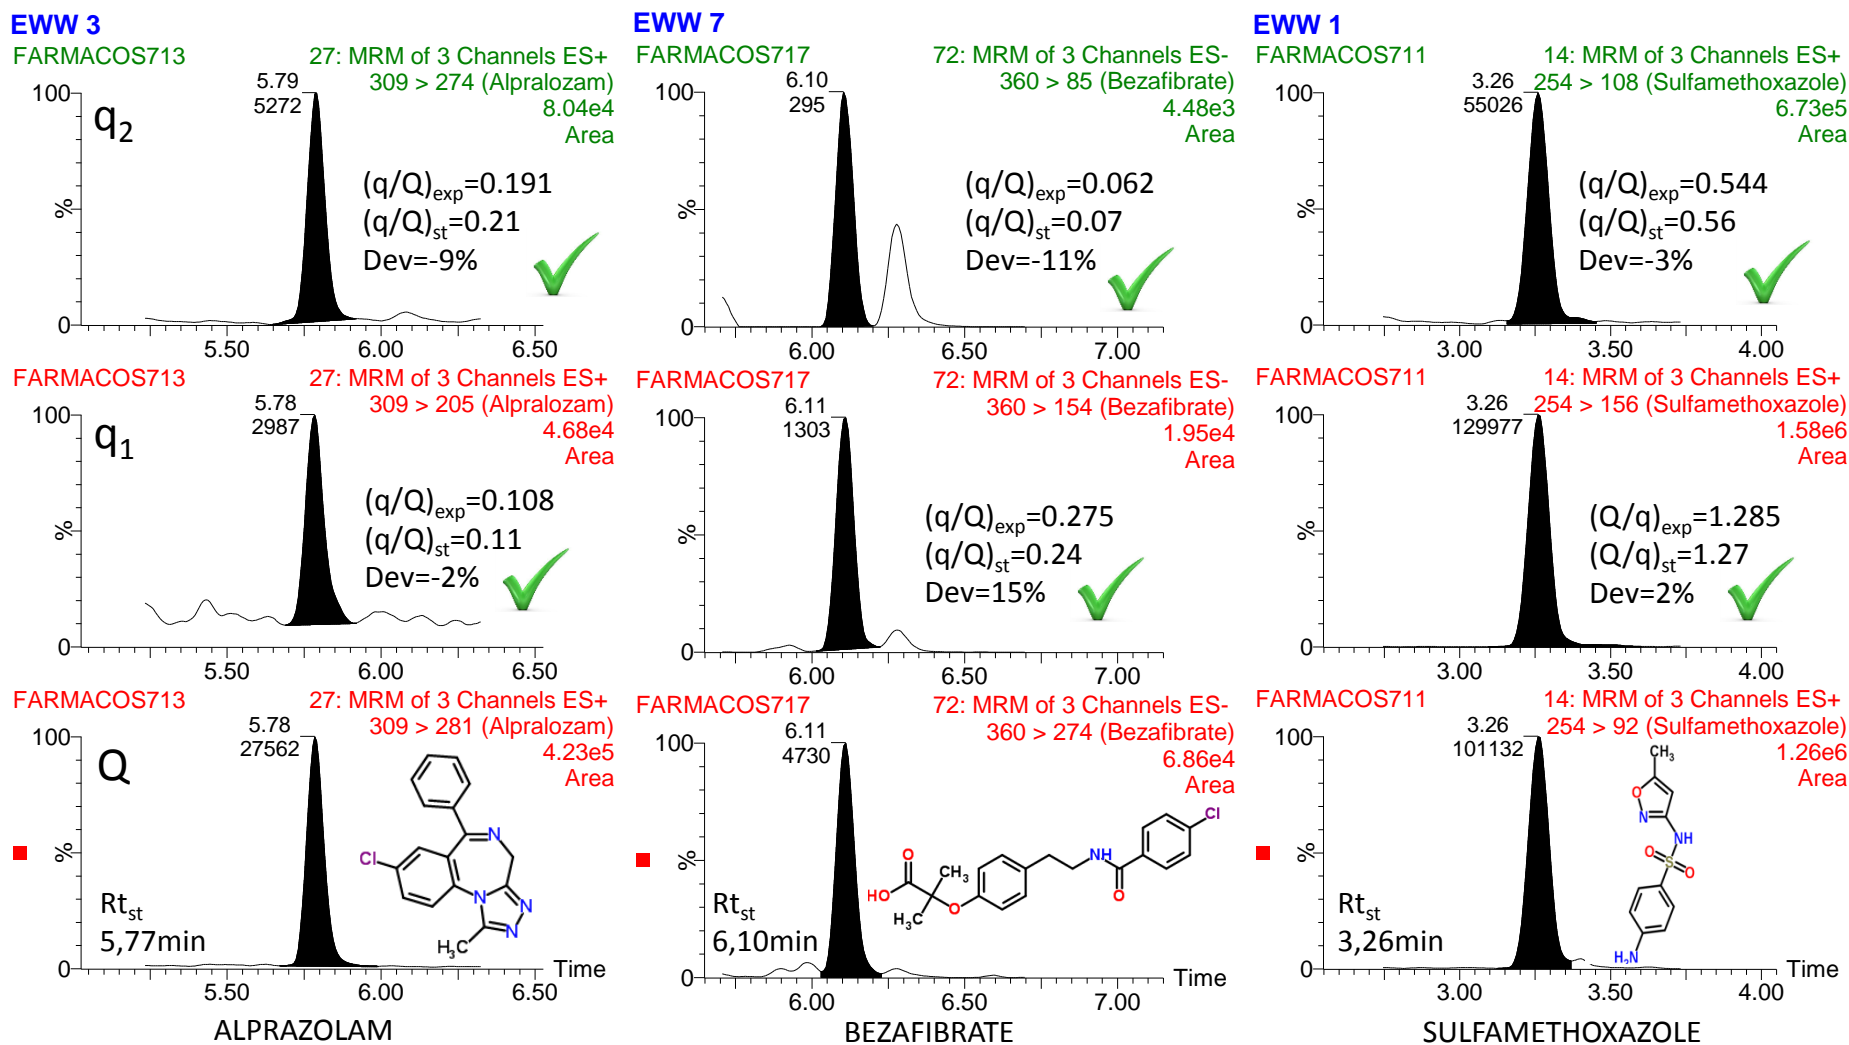 EWW 3
FARMACOS713
27: MRM of 3 Channels ES+
309 > 274 (Alpralozam)
8.04e4
Area
5.79
5272
100
q2
(q/Q)exp=0.191
(q/Q)st=0.21
Dev=-9%
%
0
5.50 6.00 6.50
FARMACOS713
27: MRM of 3 Channels ES+
309 > 205 (Alpralozam)
4.68e4
Area
5.78
2987
100
q1
(q/Q)exp=0.108
(q/Q)st=0.11
Dev=-2%
%
0
5.50 6.00 6.50
FARMACOS713
27: MRM of 3 Channels ES+
309 > 281 (Alpralozam)
4.23e5
Area
5.78
27562
100
Q
%
N
Cl
N
N
N
H3C
Rtst
5,77min
0
Time
5.50 6.00 6.50
ALPRAZOLAM
EWW 7
FARMACOS717
72: MRM of 3 Channels ES-
360 > 85 (Bezafibrate)
4.48e3
Area
6.10
295
100
(q/Q)exp=0.062
(q/Q)st=0.07
Dev=-11%
%
0
6.00 6.50 7.00
FARMACOS717
72: MRM of 3 Channels ES-
360 > 154 (Bezafibrate)
1.95e4
Area
6.11
1303
100
(q/Q)exp=0.275
(q/Q)st=0.24
Dev=15%
%
0
6.00 6.50 7.00
FARMACOS717
72: MRM of 3 Channels ES-
360 > 274 (Bezafibrate)
6.86e4
Area
6.11
4730
100
%
Cl
O
NH
CH3
HO
O
O
H3C
Rtst
6,10min
0
Time
6.00 6.50 7.00
BEZAFIBRATE
EWW 1
FARMACOS711
14: MRM of 3 Channels ES+
254 > 108 (Sulfamethoxazole)
6.73e5
Area
3.26
55026
100
(q/Q)exp=0.544
(q/Q)st=0.56
Dev=-3%
%
0
3.00 3.50 4.00
FARMACOS711
14: MRM of 3 Channels ES+
254 > 156 (Sulfamethoxazole)
1.58e6
Area
3.26
129977
100
(Q/q)exp=1.285
(Q/q)st=1.27
Dev=2%
%
0
3.00 3.50 4.00
FARMACOS711
14: MRM of 3 Channels ES+
254 > 92 (Sulfamethoxazole)
1.26e6
Area
3.26
101132
100
%
CH3
O
N
NH
O
S
O
H2N
Rtst
3,26min
0
Time
3.00 3.50 4.00
SULFAMETHOXAZOLE